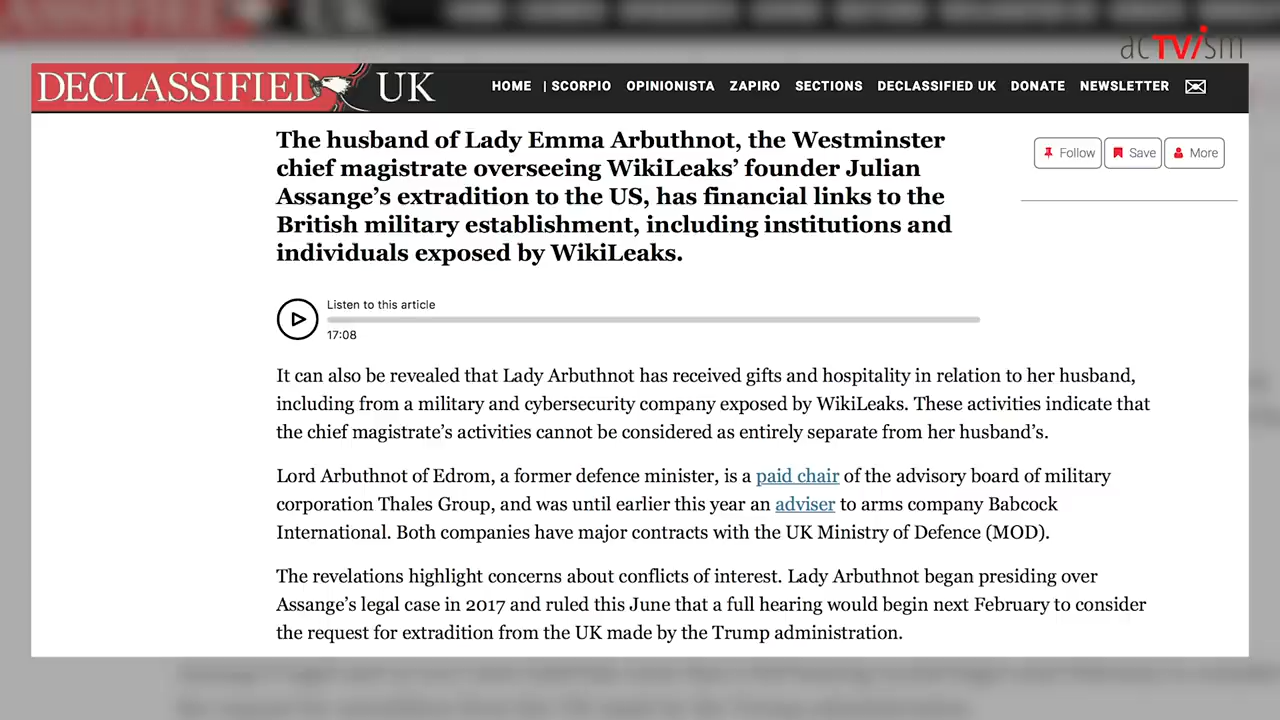 acTVism
DECLASSIFIED UK
HOME | SCORPIO OPINIONISTA ZAPIRO SECTIONS DECLASSIFIED UK DONATE NEWSLETTER
The husband of Lady Emma Arbuthnot, the Westminster
chief magistrate overseeing WikiLeaks’ founder Julian
Assange’s extradition to the US, has financial links to the
British military establishment, including institutions and
individuals exposed by WikiLeaks.
Follow Save More
Listen to this article
17:08
It can also be revealed that Lady Arbuthnot has received gifts and hospitality in relation to her husband,
including from a military and cybersecurity company exposed by WikiLeaks. These activities indicate that
the chief magistrate’s activities cannot be considered as entirely separate from her husband’s.
Lord Arbuthnot of Edrom, a former defence minister, is a paid chair of the advisory board of military
corporation Thales Group, and was until earlier this year an adviser to arms company Babcock
International. Both companies have major contracts with the UK Ministry of Defence (MOD).
The revelations highlight concerns about conflicts of interest. Lady Arbuthnot began presiding over
Assange’s legal case in 2017 and ruled this June that a full hearing would begin next February to consider
the request for extradition from the UK made by the Trump administration.